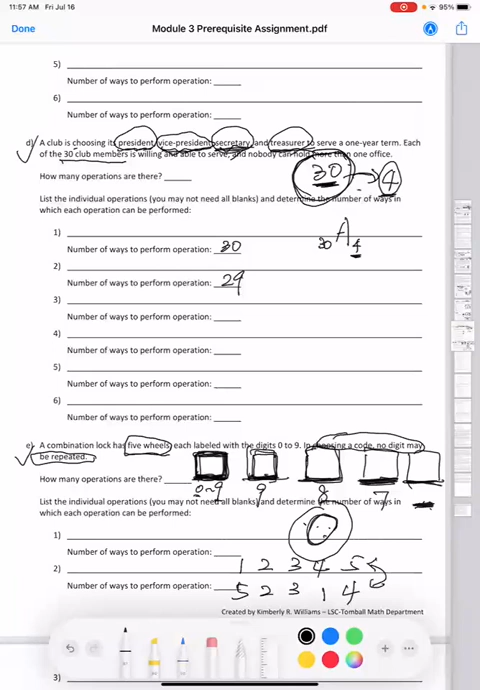 11:57 AM Fri Jul 16
95%
Done
Module 3 Prerequisite Assignment.pdf
5)
Number of ways to perform operation:
6)
Number of ways to perform operation:
d) A club is choosing its president, vice-president, secretary, and treasurer to serve a one-year term. Each
of the 30 club members is willing and able to serve, and nobody can hold more than one office.
30 → 4
How many operations are there?
List the individual operations (you may not need all blanks) and determine the number of ways in
which each operation can be performed:
1)
30 A 4
Number of ways to perform operation: 30
2)
Number of ways to perform operation: 29
3)
Number of ways to perform operation:
4)
Number of ways to perform operation:
5)
Number of ways to perform operation:
6)
Number of ways to perform operation:
e) A combination lock has five wheels, each labeled with the digits 0 to 9. In choosing a code, no digit may
be repeated.
How many operations are there?
0~9 9 8 7
List the individual operations (you may not need all blanks) and determine the number of ways in
which each operation can be performed:
1)
Number of ways to perform operation:
1 2 3 4 5
2)
Number of ways to perform operation:
5 2 3 1 4
Created by Kimberly R. Williams – LSC-Tomball Math Department
3)